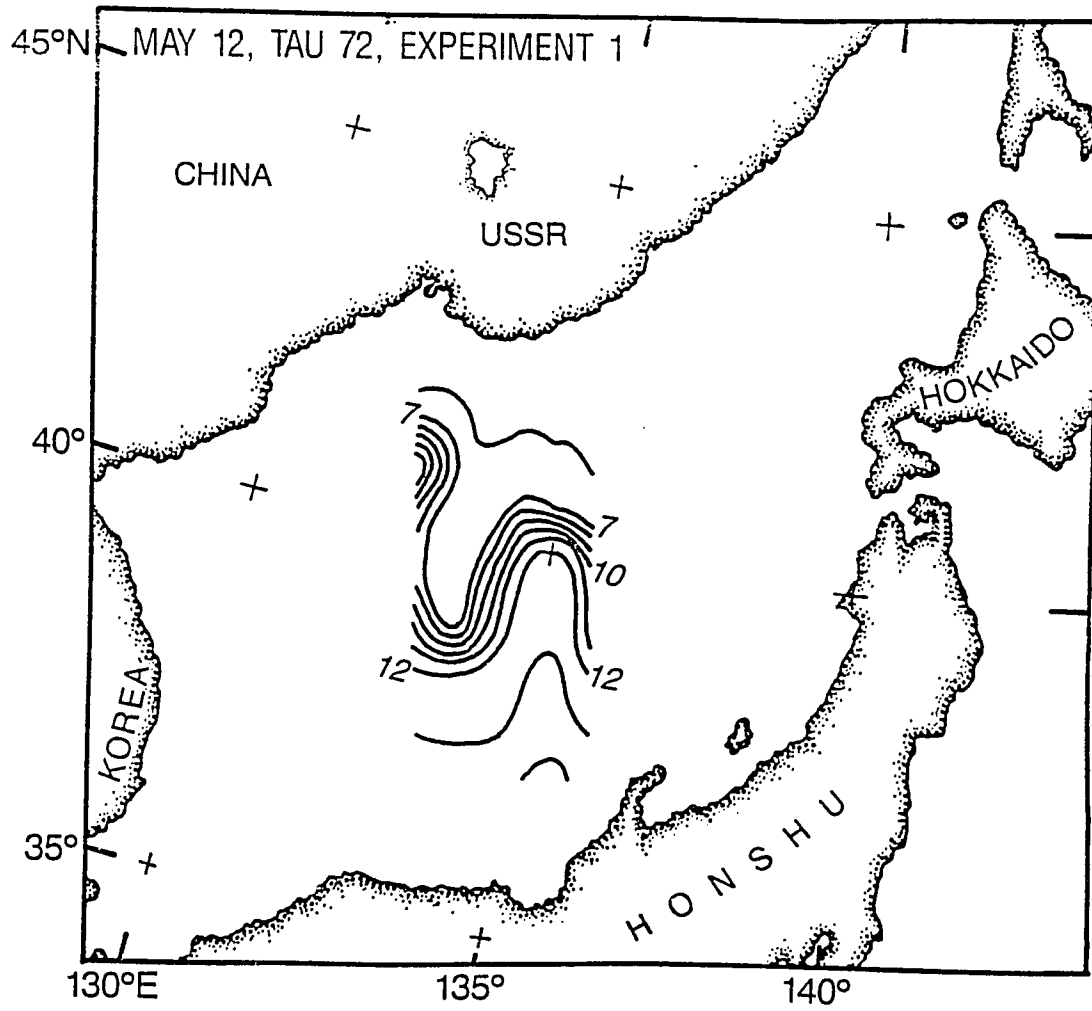 45°N
MAY 12, TAU 72, EXPERIMENT 1
CHINA
USSR
HOKKAIDO
7
40°
7
10
12
12
KOREA
HONSHU
35°
130°E
135°
140°